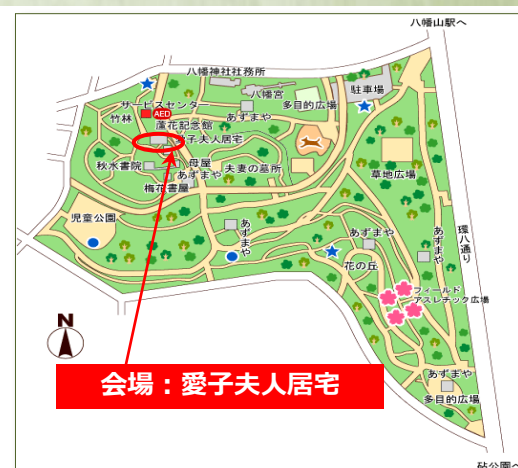 八幡山駅へ
八幡神社社務所
八幡宮
駐車場
多目的広場
サービスセンター
AED
竹林
あずまや
蘆花記念館
愛子夫人居宅
母屋
秋水書院
あずまや
夫妻の墓所
梅花書屋
草地広場
児童公園
あずまや
あずまや
あずまや
環八通り
花の丘
フィールド
アスレチック広場
N
あずまや
会場：愛子夫人居宅
多目的広場
砧公園へ